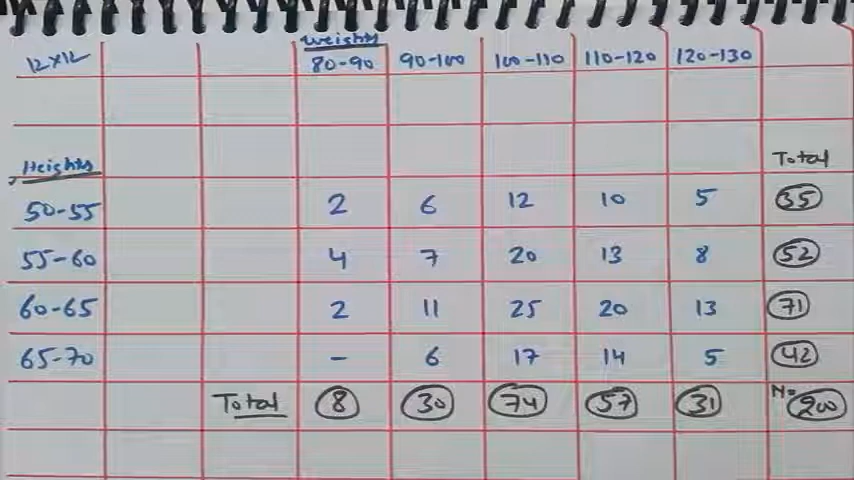 Weights
12x12 80-90 90-100 100-110 110-120 120-130
Heights Total
50-55 2 6 12 10 5 35
55-60 4 7 20 13 8 52
60-65 2 11 25 20 13 71
65-70 - 6 17 14 5 42
Total 8 30 74 57 31 N= 200